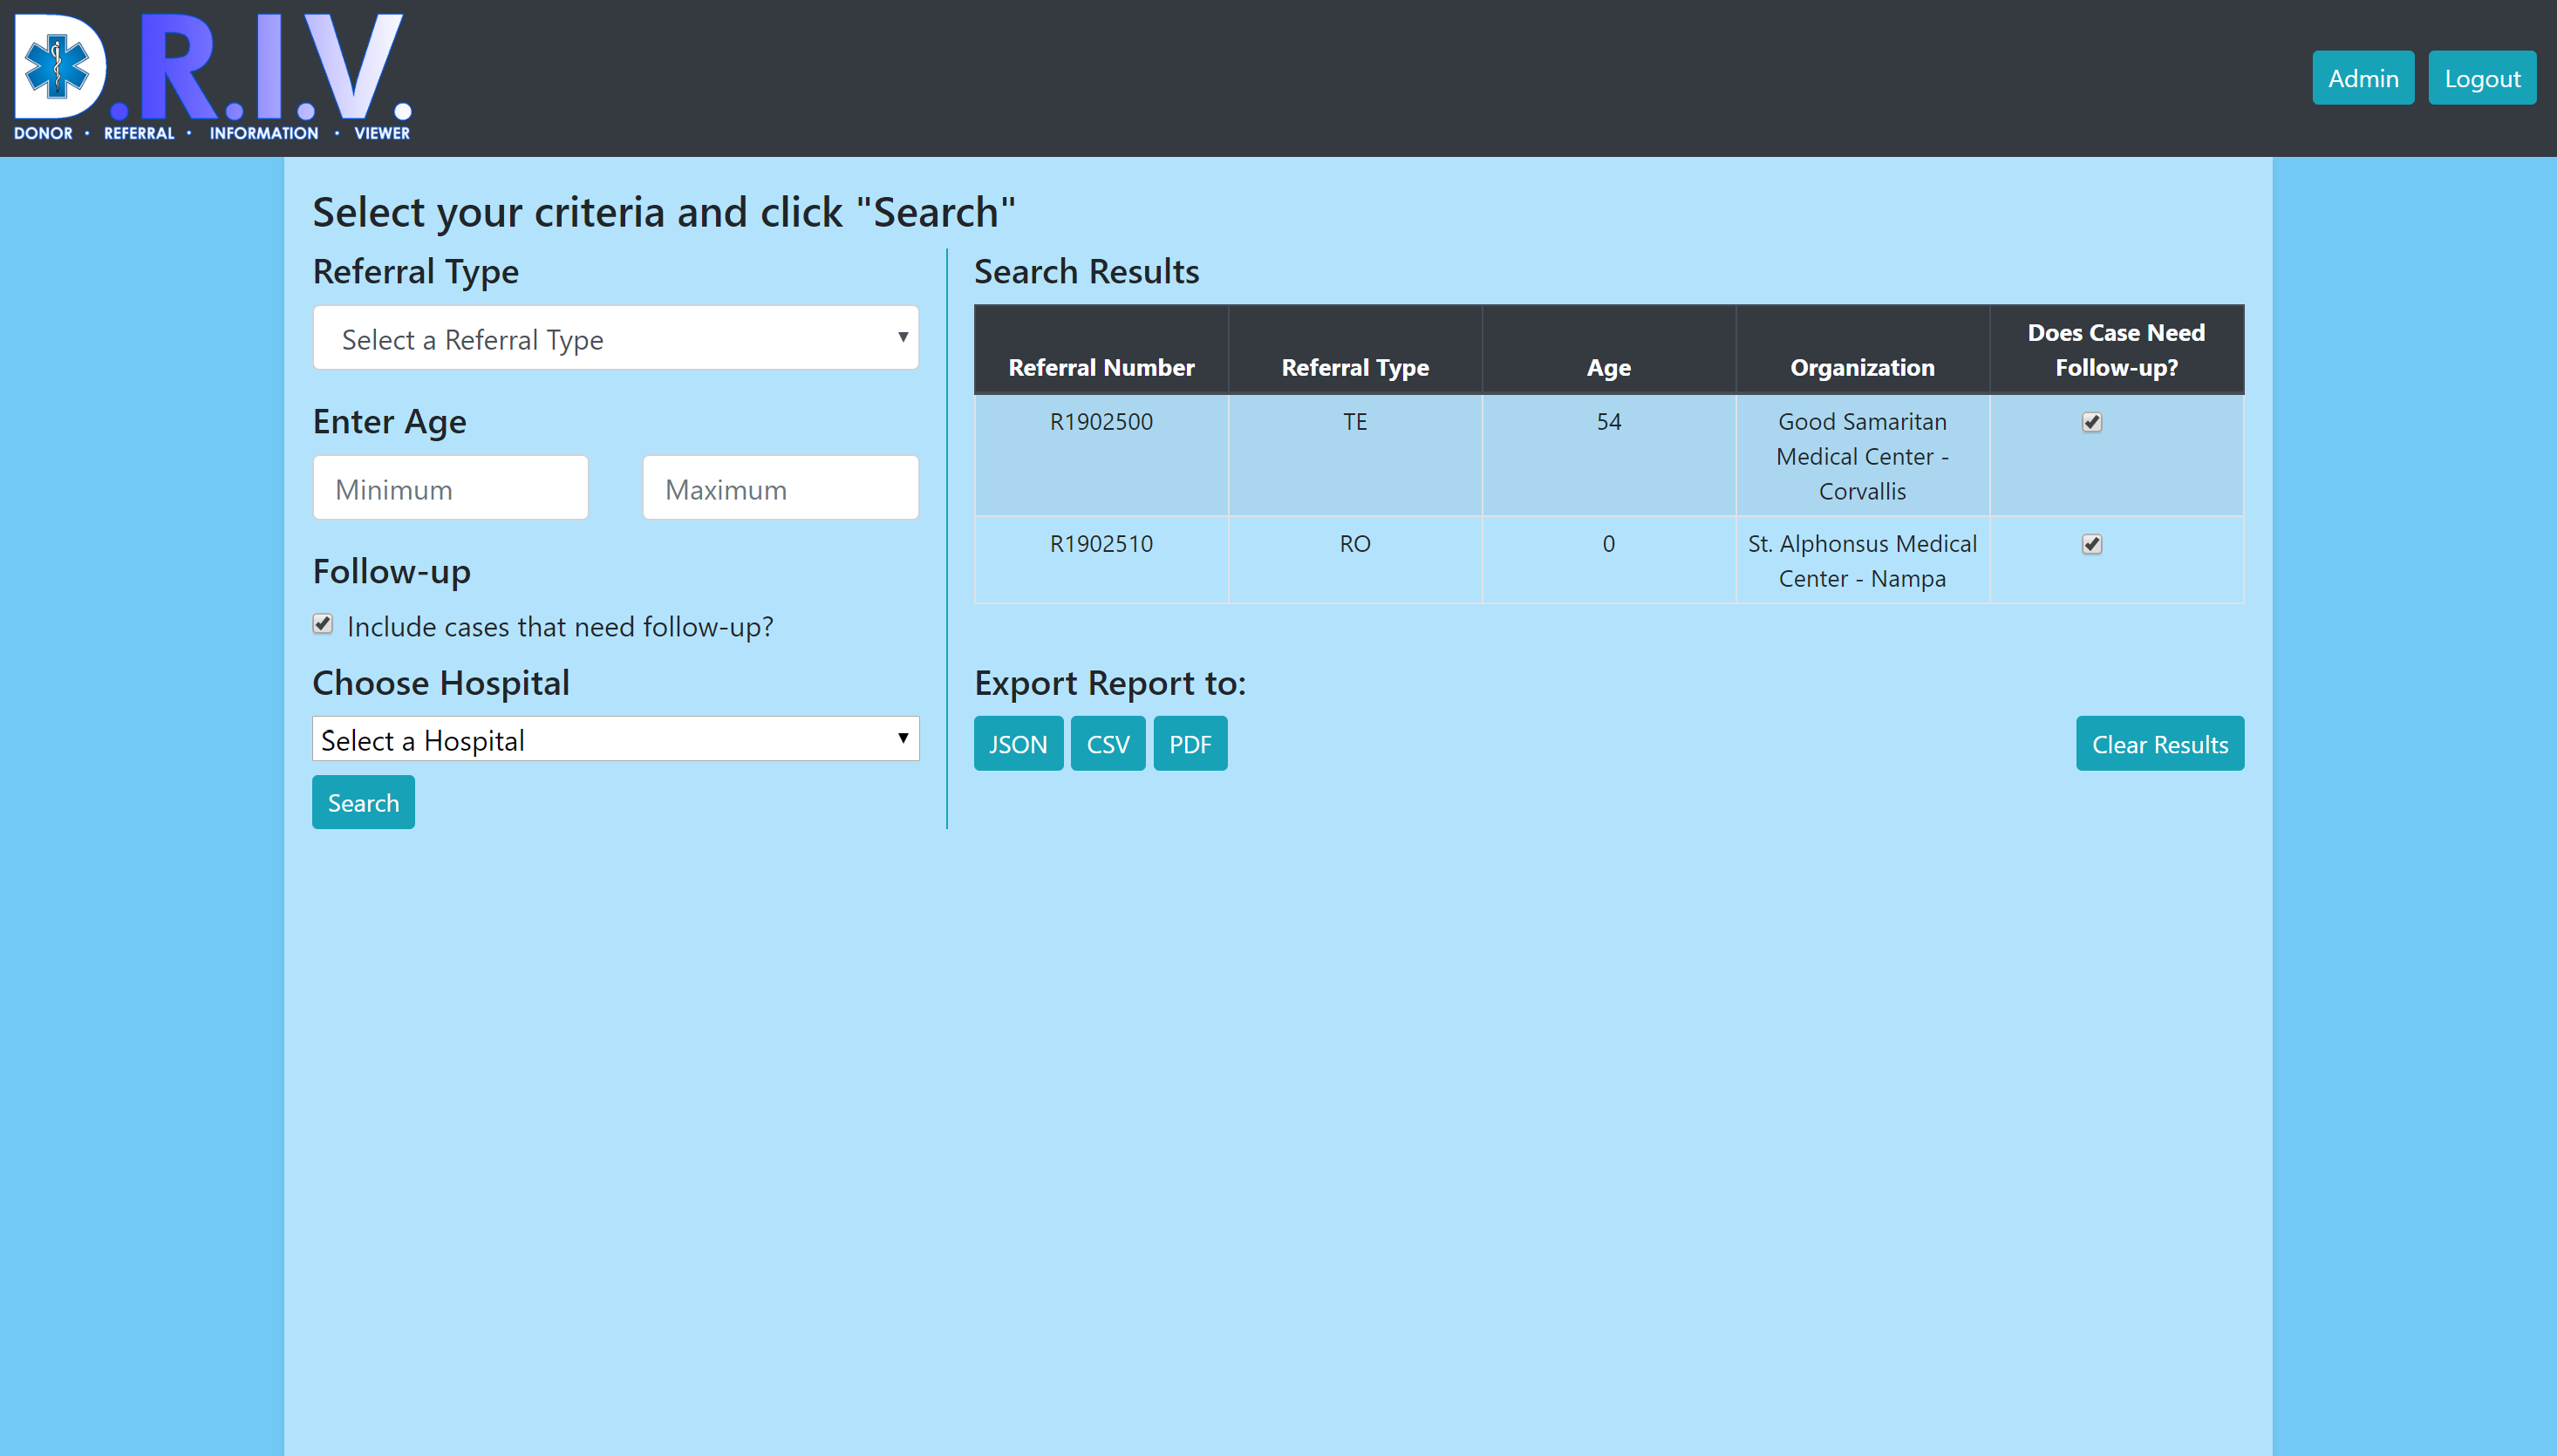 D.R.I.V.
DONOR · REFERRAL · INFORMATION · VIEWER
Admin
Logout
Select your criteria and click "Search"
Referral Type
Select a Referral Type
Enter Age
Minimum
Maximum
Follow-up
Include cases that need follow-up?
Choose Hospital
Select a Hospital
Search
Search Results
Referral Number
Referral Type
Age
Organization
Does Case Need
Follow-up?
R1902500
TE
54
Good Samaritan
Medical Center -
Corvallis
R1902510
RO
0
St. Alphonsus Medical
Center - Nampa
Export Report to:
JSON
CSV
PDF
Clear Results